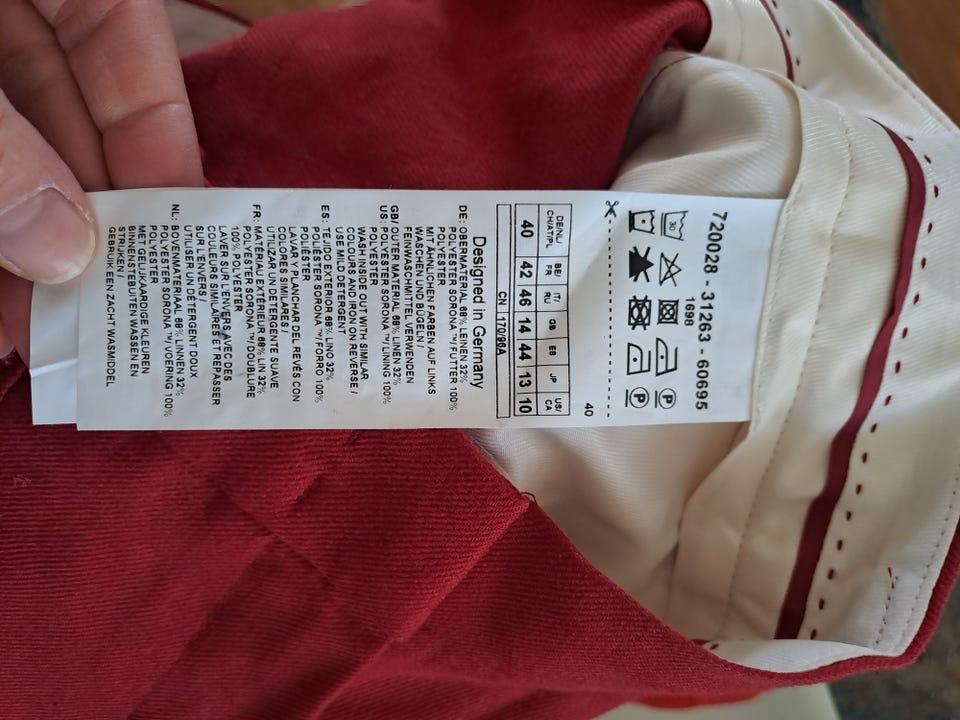 720028 - 31263 - 60695
1698
30
P
P
40
DE/NL/ BE/ IT/ GB ES JP US/
CH/AT/PL FR RU CA
40 42 46 14 44 13 10
CN 170/96A
Designed in Germany
DE: OBERMATERIAL 68% LEINEN 32%
POLYESTER SORONA ™/ FUTTER 100%
POLYESTER
MIT ÄHNLICHEN FARBEN AUF LINKS
WASCHEN UND BÜGELN /
FEINWASCHMITTEL VERWENDEN
GB/ OUTER MATERIAL 68% LINEN 32%
US: POLYESTER SORONA ™/ LINING 100%
POLYESTER
WASH INSIDE OUT WITH SIMILAR
COLOURS AND IRON ON REVERSE /
USE MILD DETERGENT
ES: TEJIDO EXTERIOR 68% LINO 32%
POLIÉSTER SORONA ™/ FORRO 100%
POLIÉSTER
LAVAR Y PLANCHAR DEL REVÉS CON
COLORES SIMILARES /
UTILIZAR DETERGENTE SUAVE
FR: MATÉRIAU EXTÉRIEUR 68% LIN 32%
POLYESTER SORONA ™/ DOUBLURE
100% POLYESTER
LAVER SUR L'ENVERS AVEC DES
COULEURS SIMILAIRES ET REPASSER
SUR L'ENVERS /
UTILISER UN DÉTERGENT DOUX
NL: BOVENMATERIAAL 68% LINNEN 32%
POLYESTER SORONA ™/ VOERING 100%
POLYESTER
MET GELIJKAARDIGE KLEUREN
BINNENSTEBUITEN WASSEN EN
STRIJKEN /
GEBRUIK EEN ZACHT WASMIDDEL